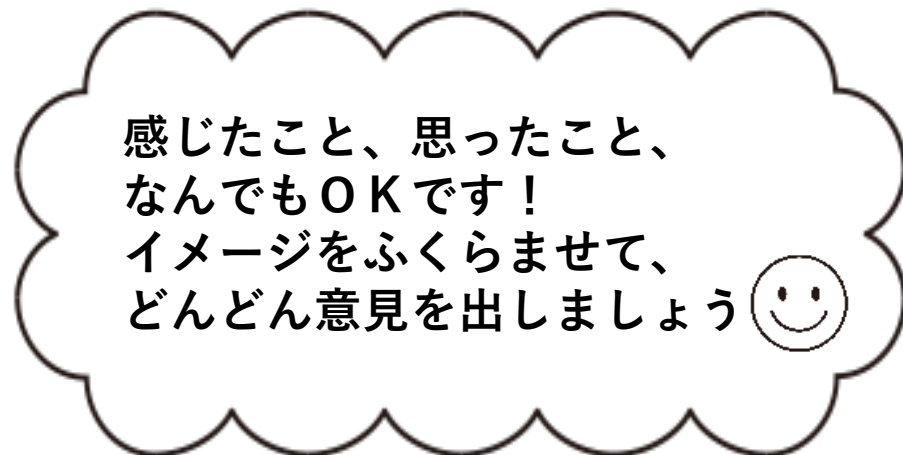 感じたこと、思ったこと、
なんでもＯＫです！
イメージをふくらませて、
どんどん意見を出しましょう